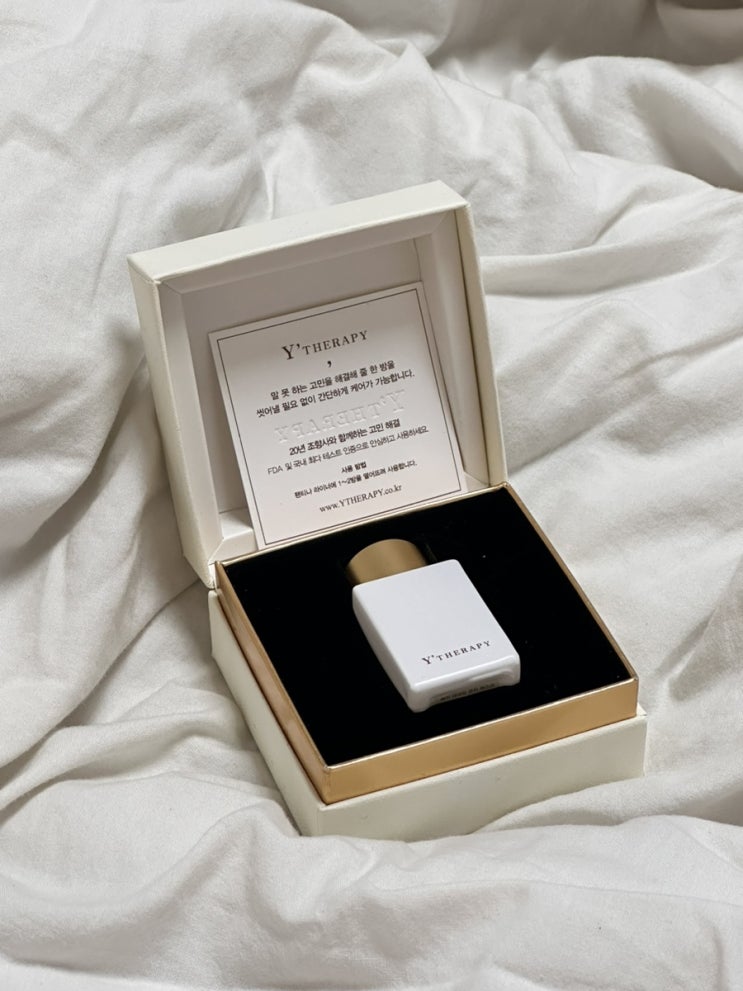 Y'THERAPY
,
말 못 하는 고민을 해결해 줄 한 방울
씻어낼 필요 없이 간단하게 케어가 가능합니다.
Y'THERAPY
20년 조향사와 함께하는 고민 해결
FDA 및 국내 최다 테스트 인증으로 안심하고 사용하세요.
사용 방법
팬티나 라이너에 1~2방울 떨어뜨려 사용합니다.
www.YTHERAPY.co.kr
Y'THERAPY